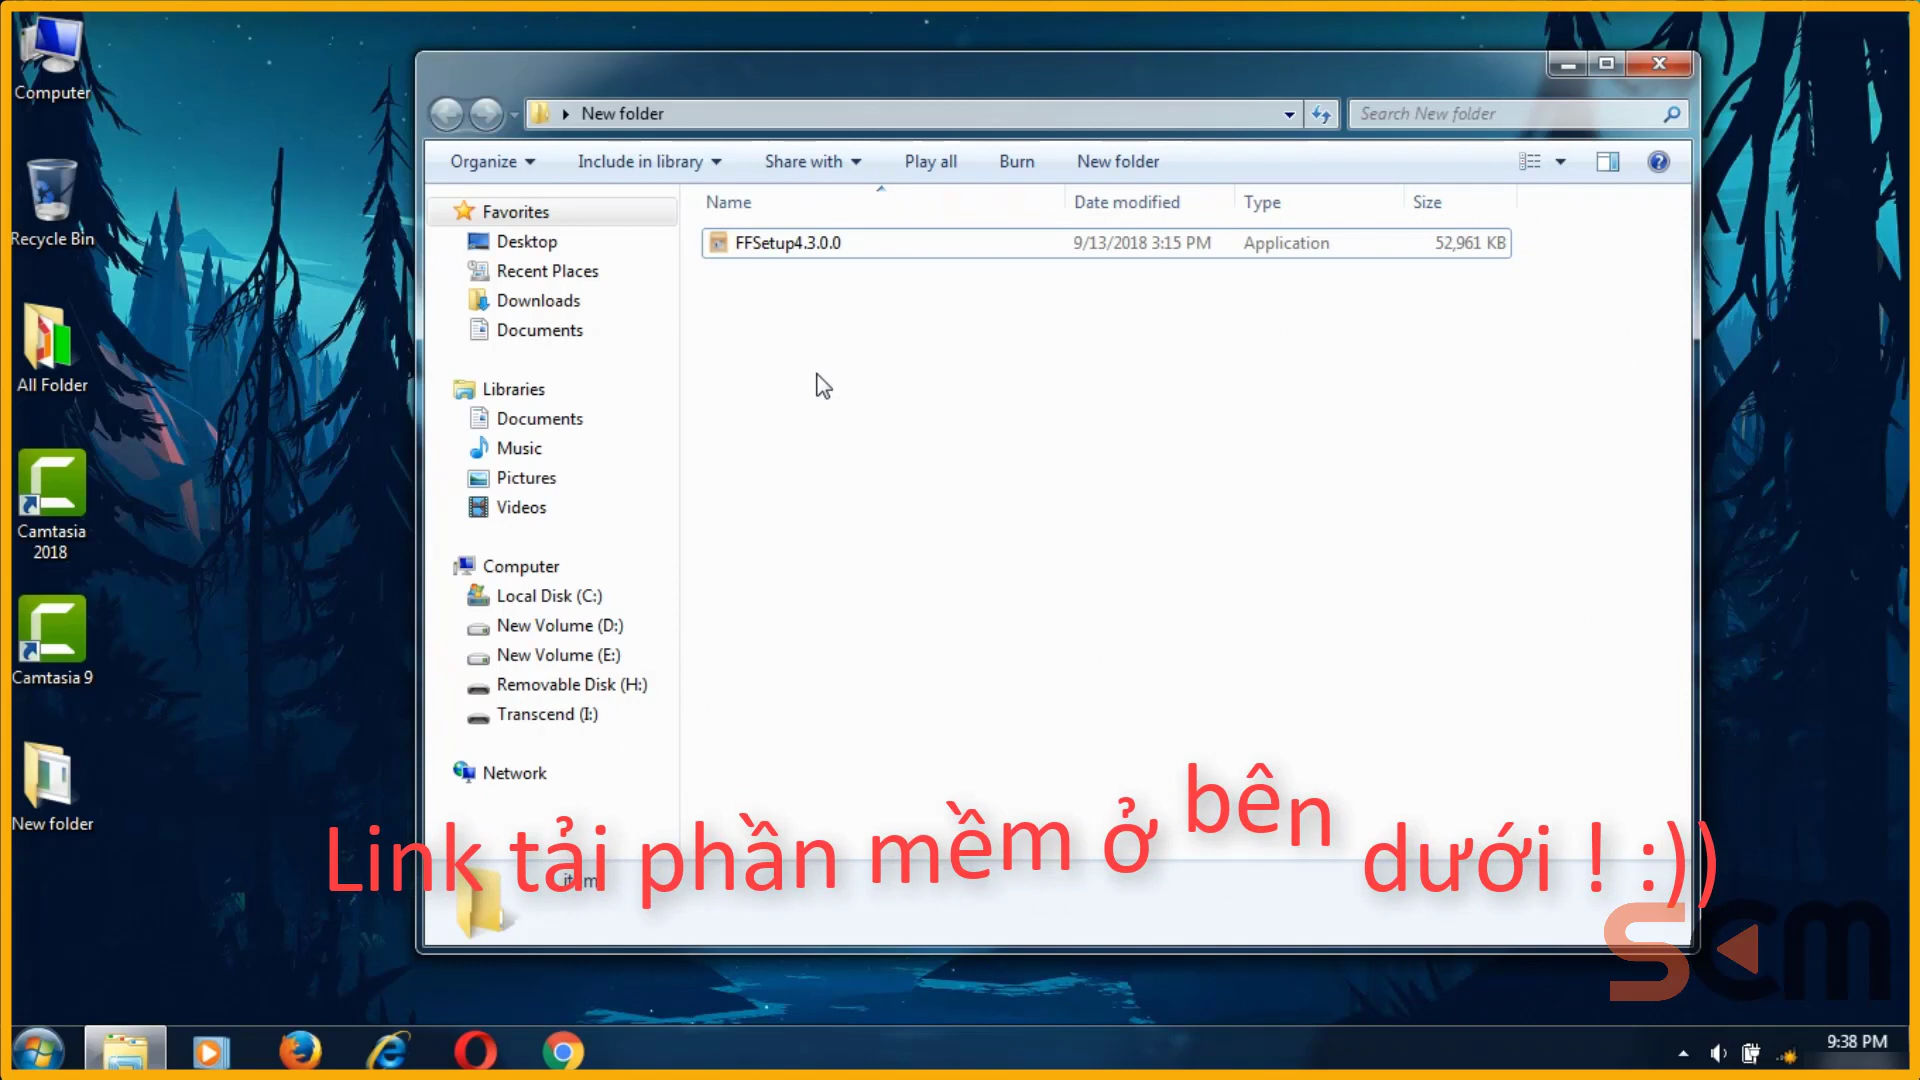 Computer
Recycle Bin
All Folder
Camtasia
2018
Camtasia 9
New folder
New folder
Search New folder
Organize
Include in library
Share with
Play all
Burn
New folder
Name
Date modified
Type
Size
FFSetup4.3.0.0
9/13/2018 3:15 PM
Application
52,961 KB
Favorites
Desktop
Recent Places
Downloads
Documents
Libraries
Documents
Music
Pictures
Videos
Computer
Local Disk (C:)
New Volume (D:)
New Volume (E:)
Removable Disk (H:)
Transcend (I:)
Network
Link tải phần mềm ở bên dưới ! :))
item
scm
9:38 PM